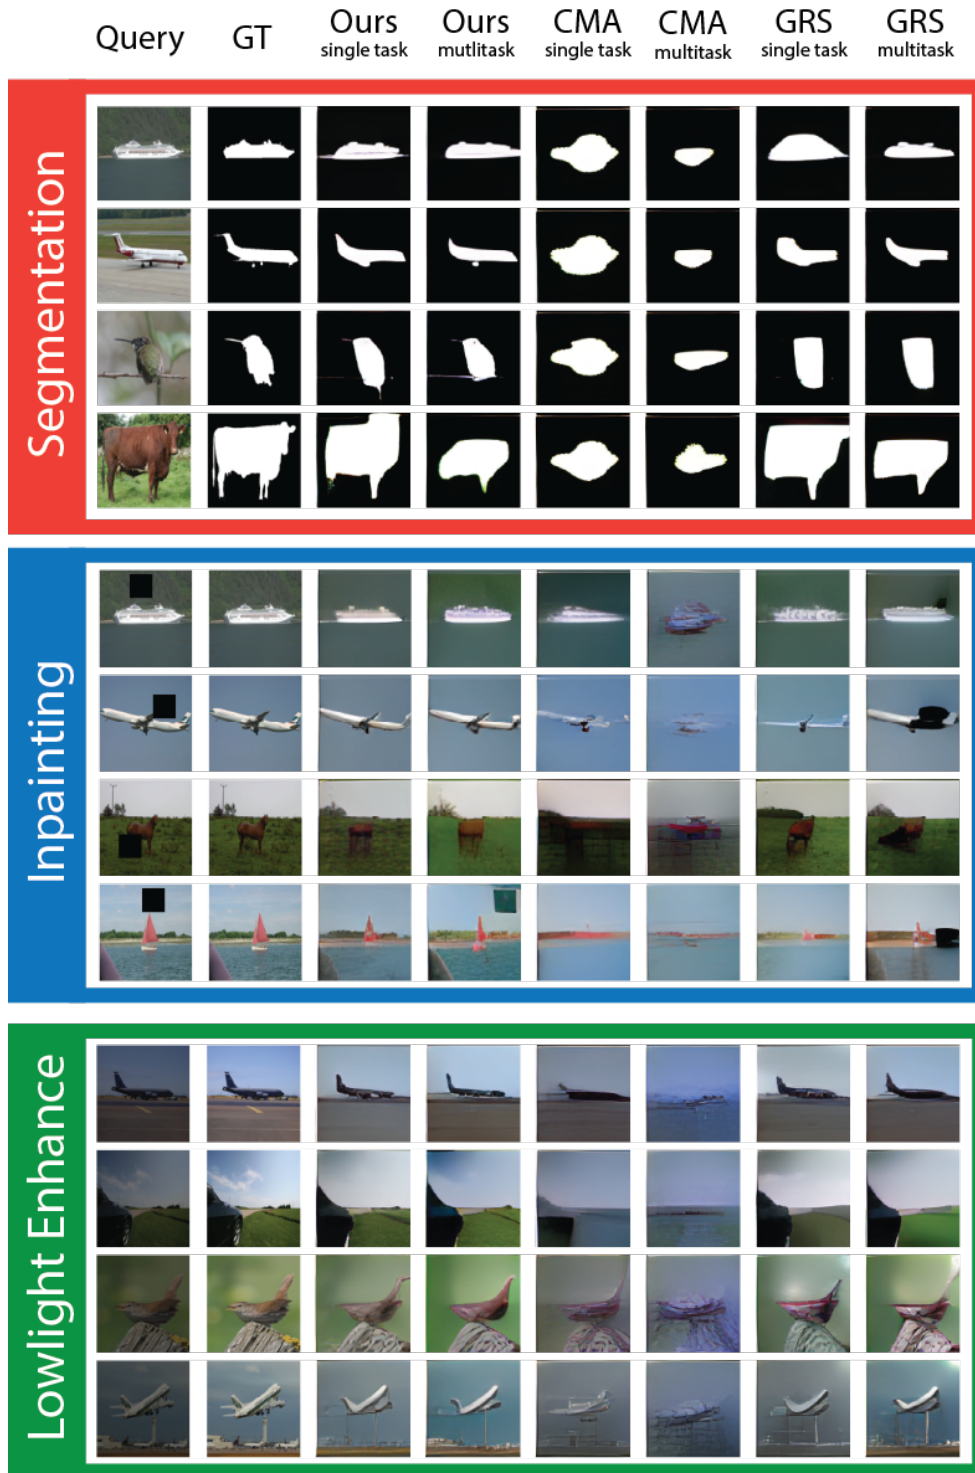 Query GT Ours Ours CMA CMA GRS GRS
single task mutlitask single task multitask single task multitask
Segmentation
Inpainting
Lowlight Enhance